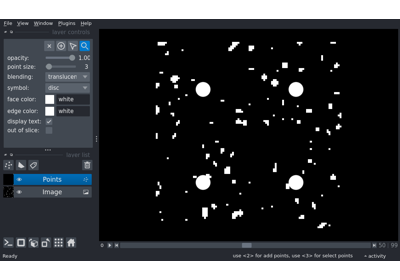 File View Window Plugins Help
layer controls
opacity: 1.00
point size: 3
blending: translucen
symbol: disc
face color: white
edge color: white
display text:
out of slice:
layer list
Points
Image
0 50 99
Ready use <2> for add points, use <3> for select points activity